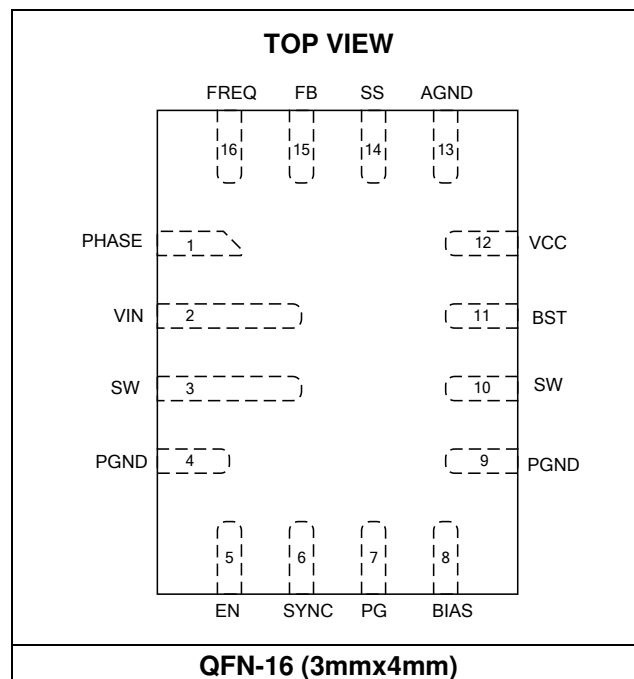 TOP VIEW
FREQ FB SS AGND
16 15 14 13
PHASE 1 12 VCC
VIN 2 11 BST
SW 3 10 SW
PGND 4 9 PGND
5 6 7 8
EN SYNC PG BIAS
QFN-16 (3mmx4mm)